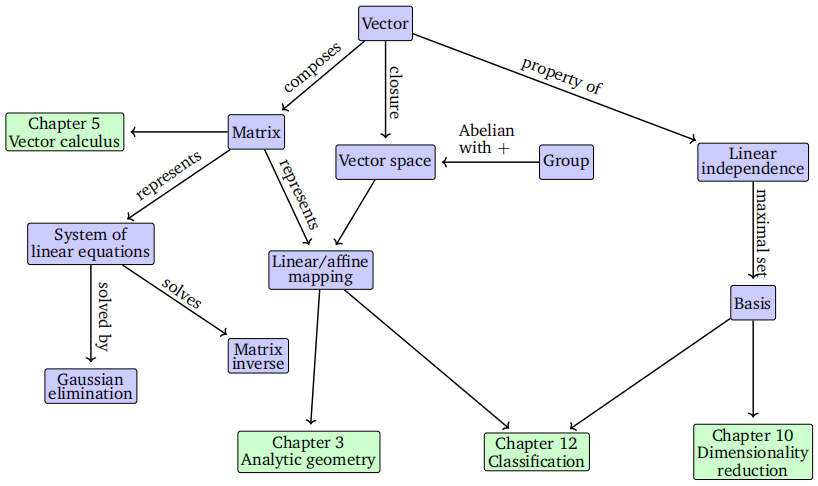 Vector
composes
closure
property of
Chapter 5
Vector calculus
Matrix
Abelian
with +
Vector space
Group
Linear
independence
represents
represents
maximal set
System of
linear equations
Linear/affine
mapping
solved by
solves
Basis
Matrix
inverse
Gaussian
elimination
Chapter 3
Analytic geometry
Chapter 12
Classification
Chapter 10
Dimensionality
reduction